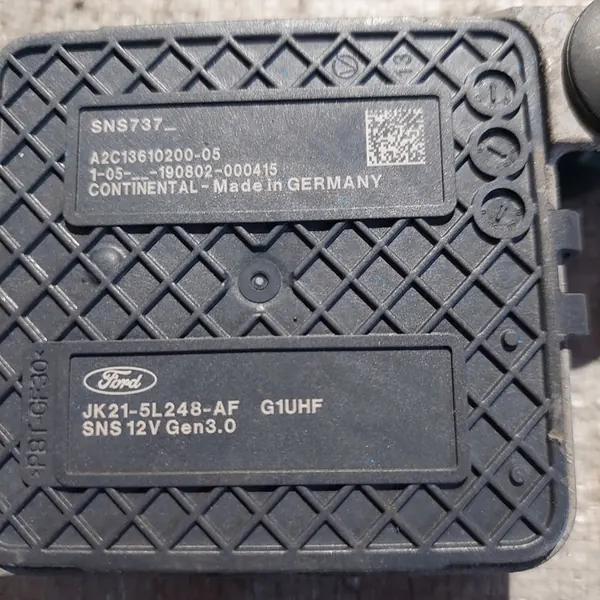 13
SNS737_
A2C13610200-05
1-05-__-190802-000415
CONTINENTAL - Made in GERMANY
>PBT-GF30<
Ford
JK21-5L248-AF G1UHF
SNS 12V Gen3.0